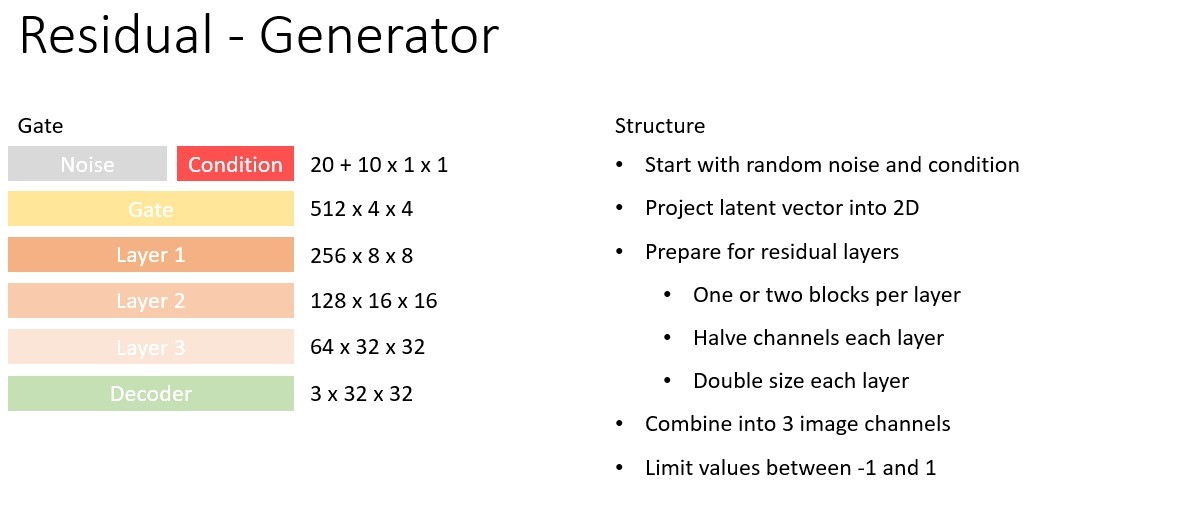 Residual - Generator
Gate
Noise Condition 20 + 10 x 1 x 1
Gate 512 x 4 x 4
Layer 1 256 x 8 x 8
Layer 2 128 x 16 x 16
Layer 3 64 x 32 x 32
Decoder 3 x 32 x 32
Structure
• Start with random noise and condition
• Project latent vector into 2D
• Prepare for residual layers
• One or two blocks per layer
• Halve channels each layer
• Double size each layer
• Combine into 3 image channels
• Limit values between -1 and 1